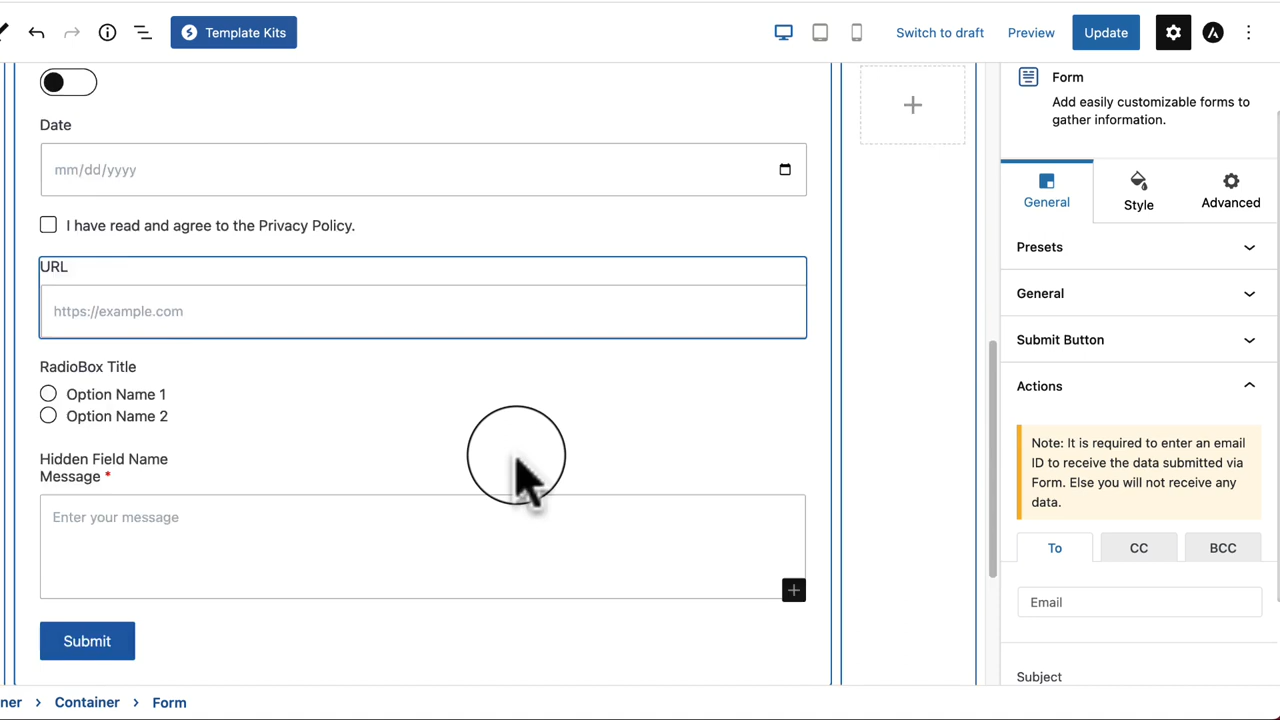 Template Kits
Switch to draft
Preview
Update
Date
mm/dd/yyyy
I have read and agree to the Privacy Policy.
URL
https://example.com
RadioBox Title
Option Name 1
Option Name 2
Hidden Field Name
Message *
Enter your message
Submit
Form
Add easily customizable forms to
gather information.
General
Style
Advanced
Presets
General
Submit Button
Actions
Note: It is required to enter an email
ID to receive the data submitted via
Form. Else you will not receive any
data.
To
CC
BCC
Email
Subject
ner > Container > Form